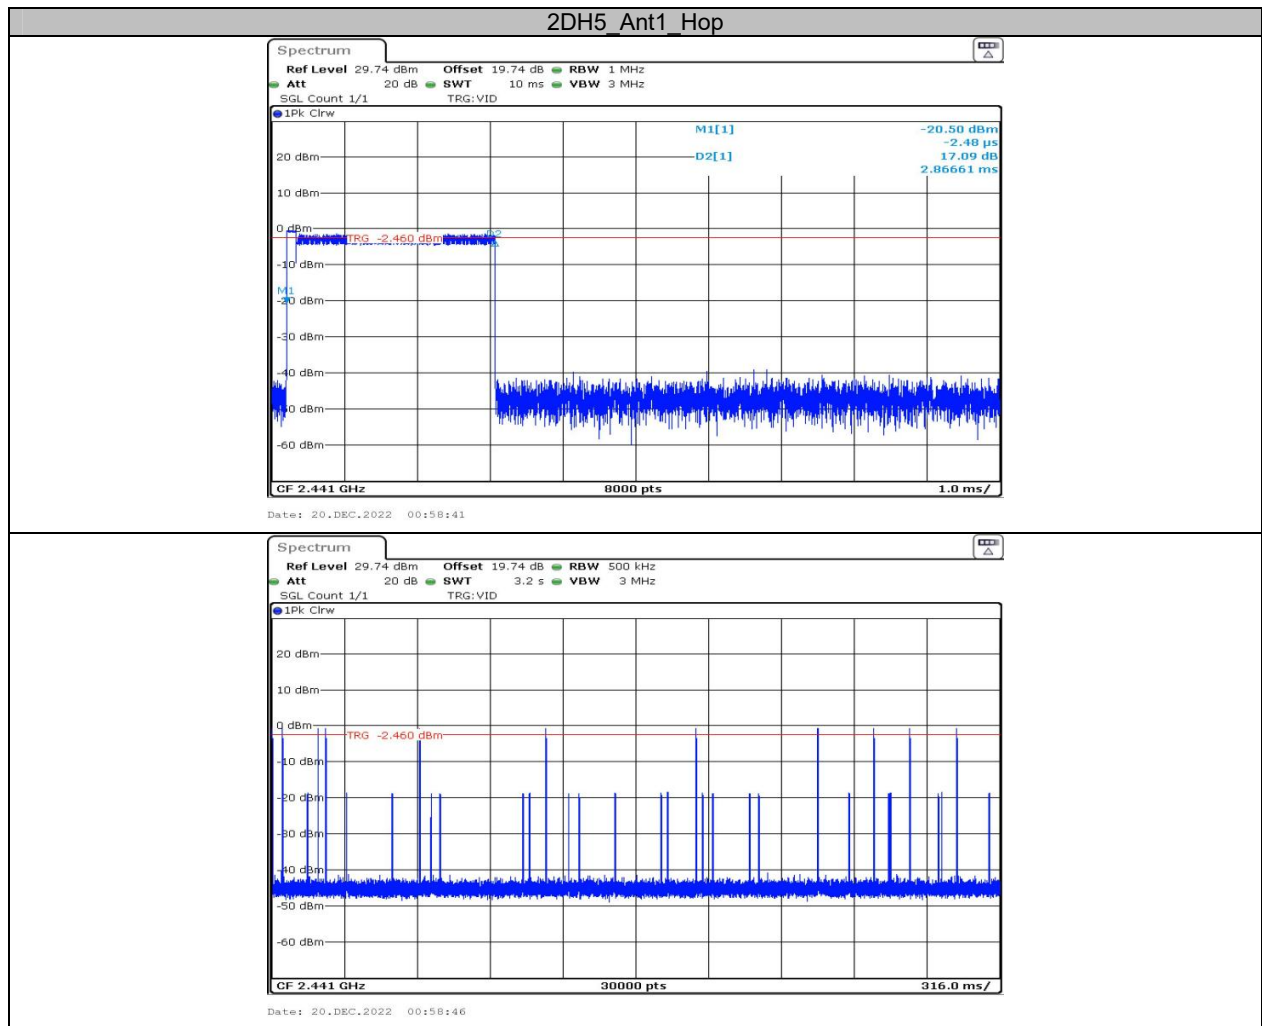 2DH5_Ant1_Hop
Spectrum
Ref Level 29.74 dBm Offset 19.74 dB RBW 1 MHz
Att 20 dB SWT 10 ms VBW 3 MHz
SGL Count 1/1 TRG:VID
1Pk Clrw
M1[1] -20.50 dBm
-2.48 µs
20 dBm D2[1] 17.09 dB
2.86661 ms
10 dBm
0 dBm
TRG -2.460 dBm D2
-10 dBm
M1
-20 dBm
-30 dBm
-40 dBm
-50 dBm
-60 dBm
CF 2.441 GHz 8000 pts 1.0 ms/
Date: 20.DEC.2022 00:58:41
Spectrum
Ref Level 29.74 dBm Offset 19.74 dB RBW 500 kHz
Att 20 dB SWT 3.2 s VBW 3 MHz
SGL Count 1/1 TRG:VID
1Pk Clrw
20 dBm
10 dBm
0 dBm
TRG -2.460 dBm
-10 dBm
-20 dBm
-30 dBm
-40 dBm
-50 dBm
-60 dBm
CF 2.441 GHz 30000 pts 316.0 ms/
Date: 20.DEC.2022 00:58:46